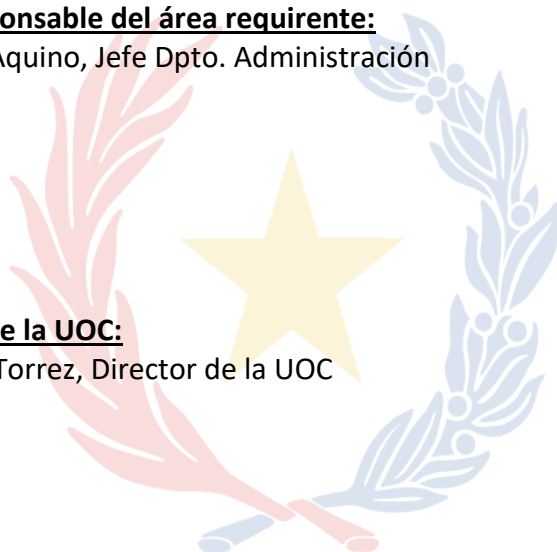 onsable del área requirente:
Aquino, Jefe Dpto. Administración
e la UOC:
Torrez, Director de la UOC